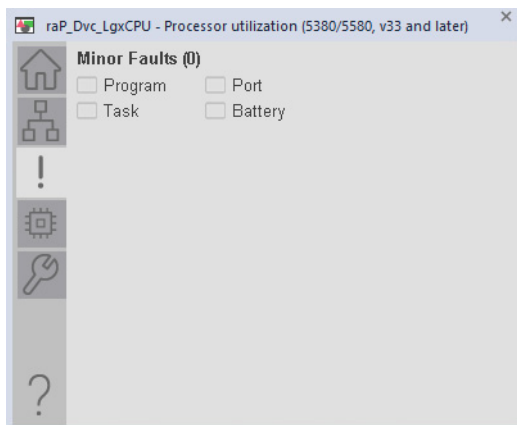 raP_Dvc_LgxCPU - Processor utilization (5380/5580, v33 and later)
Minor Faults (0)
Program Port
Task Battery